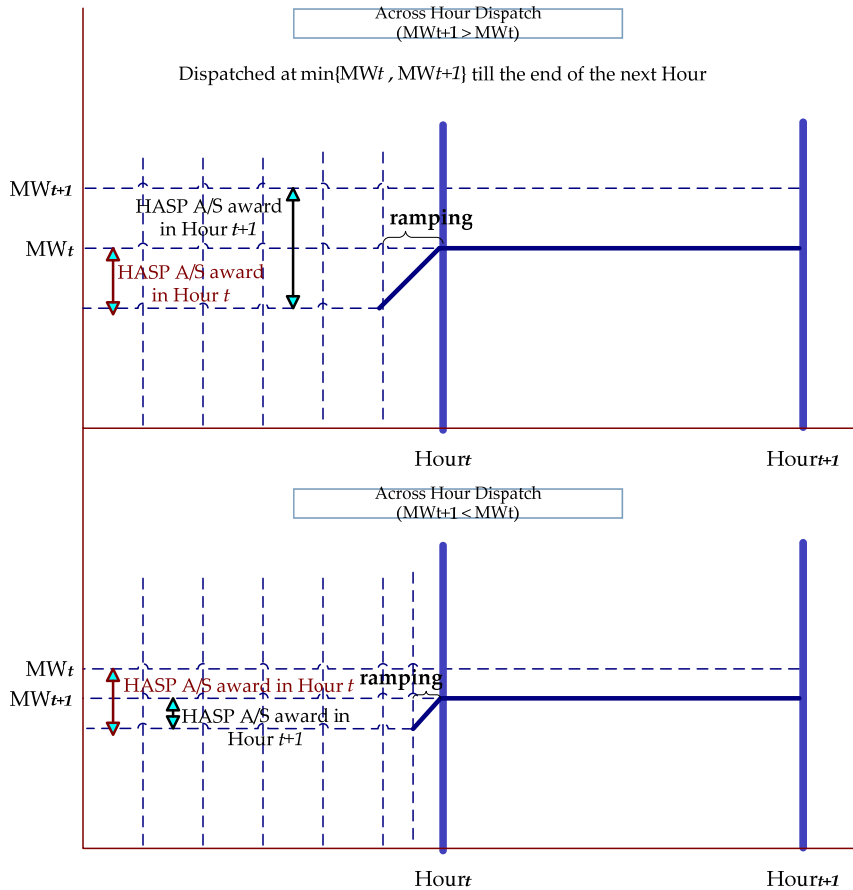 Across Hour Dispatch
(MWt+1 > MWt)
Dispatched at min{MWt , MWt+1} till the end of the next Hour
MWt+1
HASP A/S award
in Hour t+1
ramping
MWt
HASP A/S award
in Hour t
Hourt
Hourt+1
Across Hour Dispatch
(MWt+1 < MWt)
MWt
HASP A/S award in Hour t
ramping
MWt+1
HASP A/S award in
Hour t+1
Hourt
Hourt+1